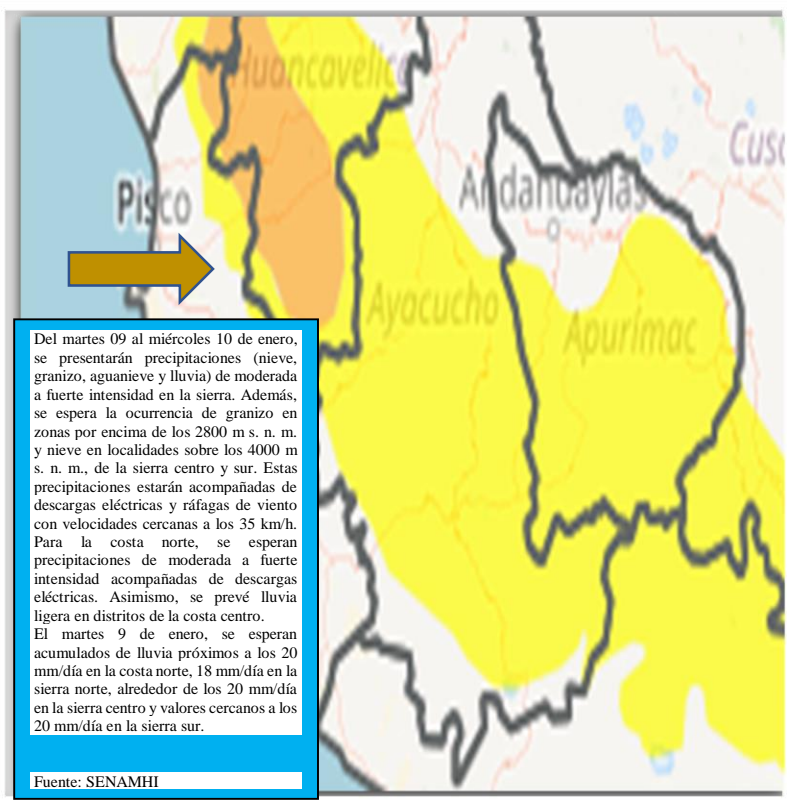 Huancavelica
Cusc
Pisco
Andahuaylas
Ayacucho
Apurímac
Del martes 09 al miércoles 10 de enero,
se presentarán precipitaciones (nieve,
granizo, aguanieve y lluvia) de moderada
a fuerte intensidad en la sierra. Además,
se espera la ocurrencia de granizo en
zonas por encima de los 2800 m s. n. m.
y nieve en localidades sobre los 4000 m
s. n. m., de la sierra centro y sur. Estas
precipitaciones estarán acompañadas de
descargas eléctricas y ráfagas de viento
con velocidades cercanas a los 35 km/h.
Para la costa norte, se esperan
precipitaciones de moderada a fuerte
intensidad acompañadas de descargas
eléctricas. Asimismo, se prevé lluvia
ligera en distritos de la costa centro.
El martes 9 de enero, se esperan
acumulados de lluvia próximos a los 20
mm/día en la costa norte, 18 mm/día en la
sierra norte, alrededor de los 20 mm/día
en la sierra centro y valores cercanos a los
20 mm/día en la sierra sur.
Fuente: SENAMHI